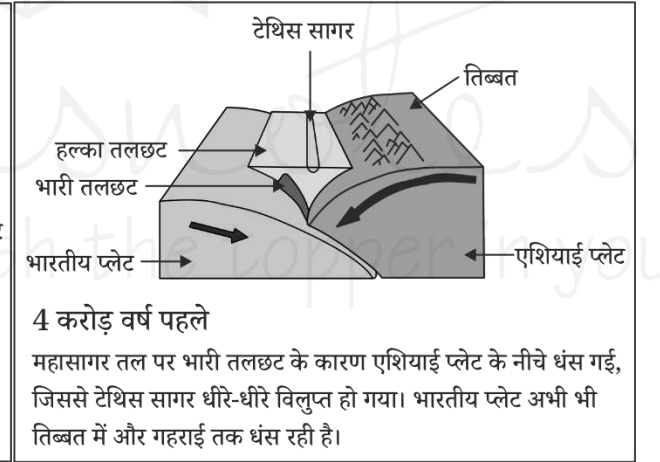 टेथिस सागर
तिब्बत
हल्का तलछट
भारी तलछट
भारतीय प्लेट
एशियाई प्लेट
4 करोड़ वर्ष पहले
महासागर तल पर भारी तलछट के कारण एशियाई प्लेट के नीचे धंस गई,
जिससे टेथिस सागर धीरे-धीरे विलुप्त हो गया। भारतीय प्लेट अभी भी
तिब्बत में और गहराई तक धंस रही है।